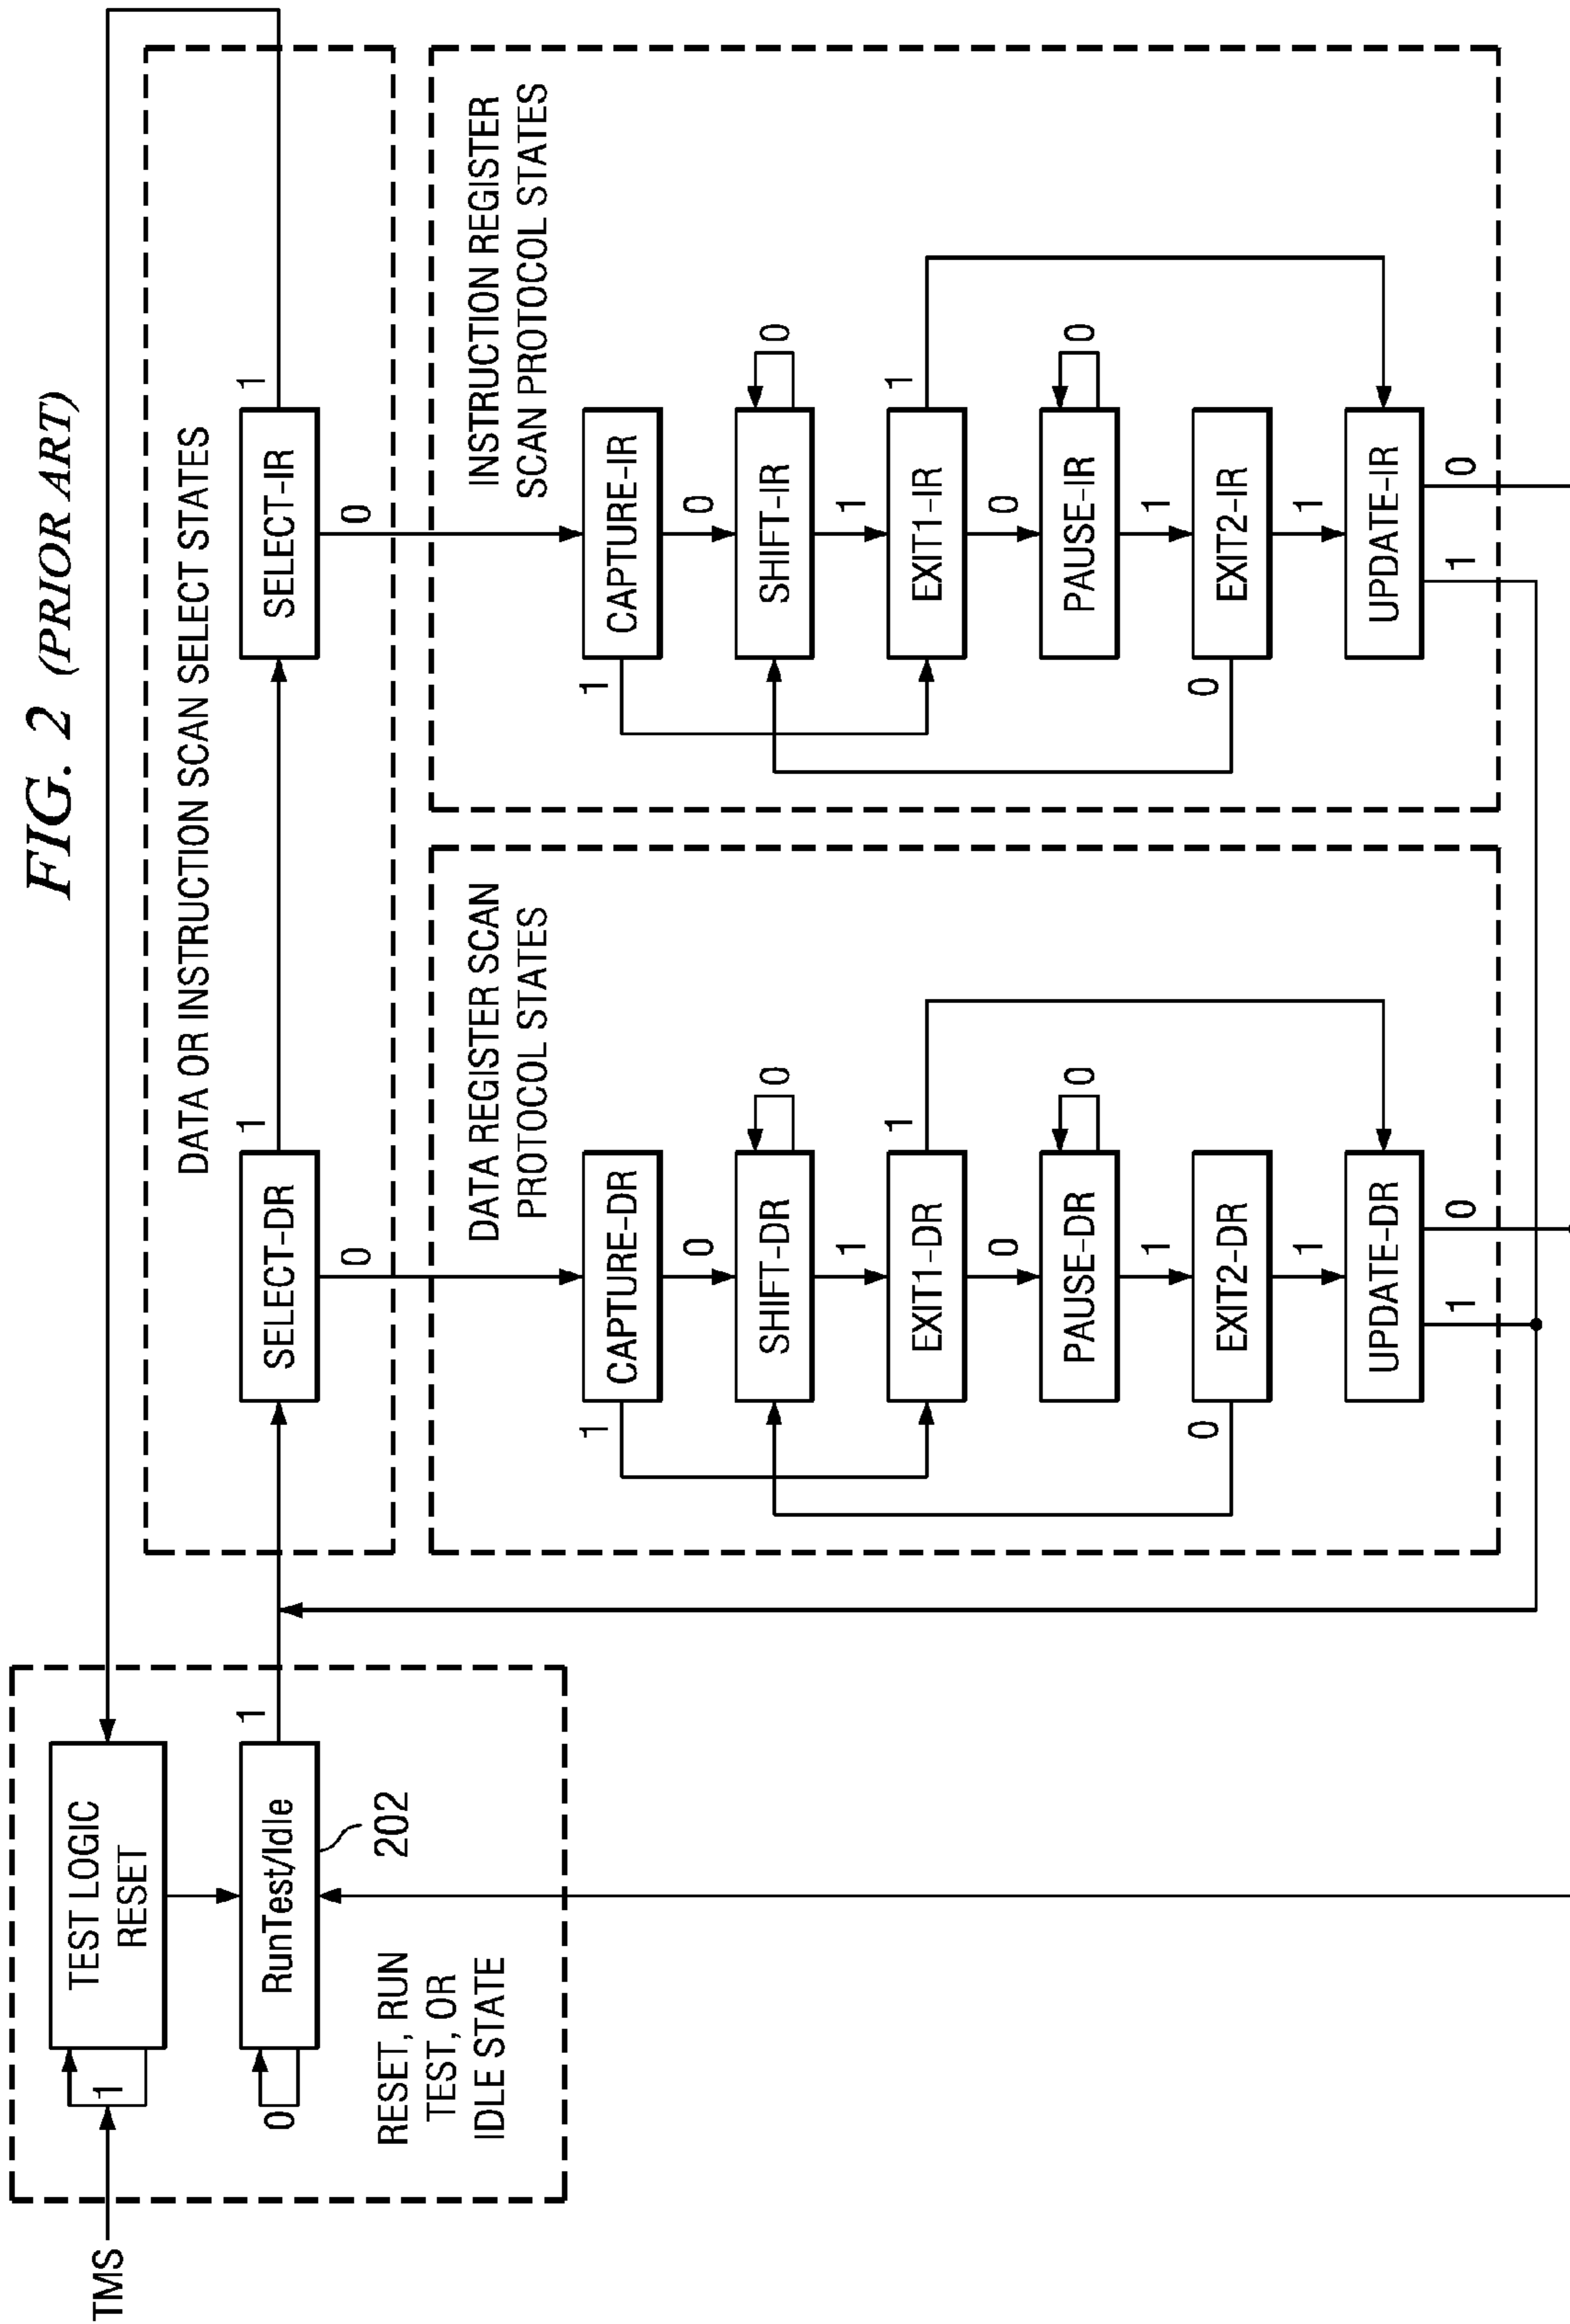 FIG. 2 (PRIOR ART)
TMS
1
TEST LOGIC
RESET
0
RunTest/Idle
1
202
RESET, RUN
TEST, OR
IDLE STATE
DATA OR INSTRUCTION SCAN SELECT STATES
SELECT-DR
1
0
SELECT-IR
1
0
DATA REGISTER SCAN
PROTOCOL STATES
CAPTURE-DR
1
0
SHIFT-DR
0
1
EXIT1-DR
1
0
PAUSE-DR
0
1
EXIT2-DR
0
1
UPDATE-DR
1
0
INSTRUCTION REGISTER
SCAN PROTOCOL STATES
CAPTURE-IR
1
0
SHIFT-IR
0
1
EXIT1-IR
1
0
PAUSE-IR
0
1
EXIT2-IR
0
1
UPDATE-IR
1
0